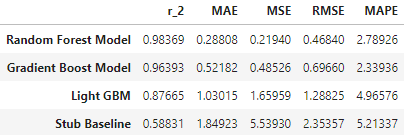 r_2 MAE MSE RMSE MAPE
Random Forest Model 0.98369 0.28808 0.21940 0.46840 2.78926
Gradient Boost Model 0.96393 0.52182 0.48526 0.69660 2.33936
Light GBM 0.87665 1.03015 1.65959 1.28825 4.96576
Stub Baseline 0.58831 1.84923 5.53930 2.35357 5.21337